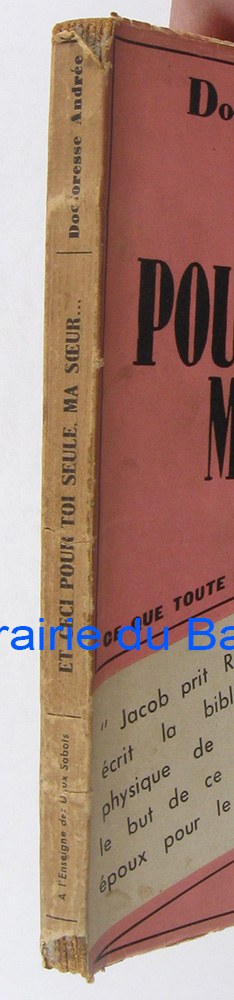 Doctoresse Andrée
ET CECI POUR TOI SEULE, MA SŒUR...
A l'Enseigne des Deux Sabots
Do
POU
M
CE QUE TOUTE
raine du Ba
" Jacob prit R
écrit la bibl
physique de
le but de ce
époux pour le